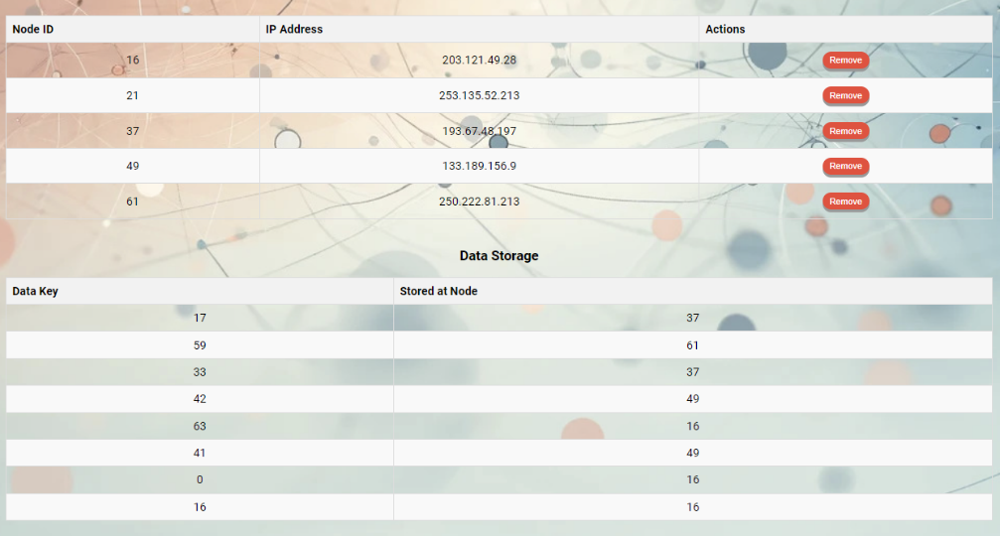 Node ID IP Address Actions
16 203.121.49.28 Remove
21 253.135.52.213 Remove
37 193.67.48.197 Remove
49 133.189.156.9 Remove
61 250.222.81.213 Remove
Data Storage
Data Key Stored at Node
17 37
59 61
33 37
42 49
63 16
41 49
0 16
16 16